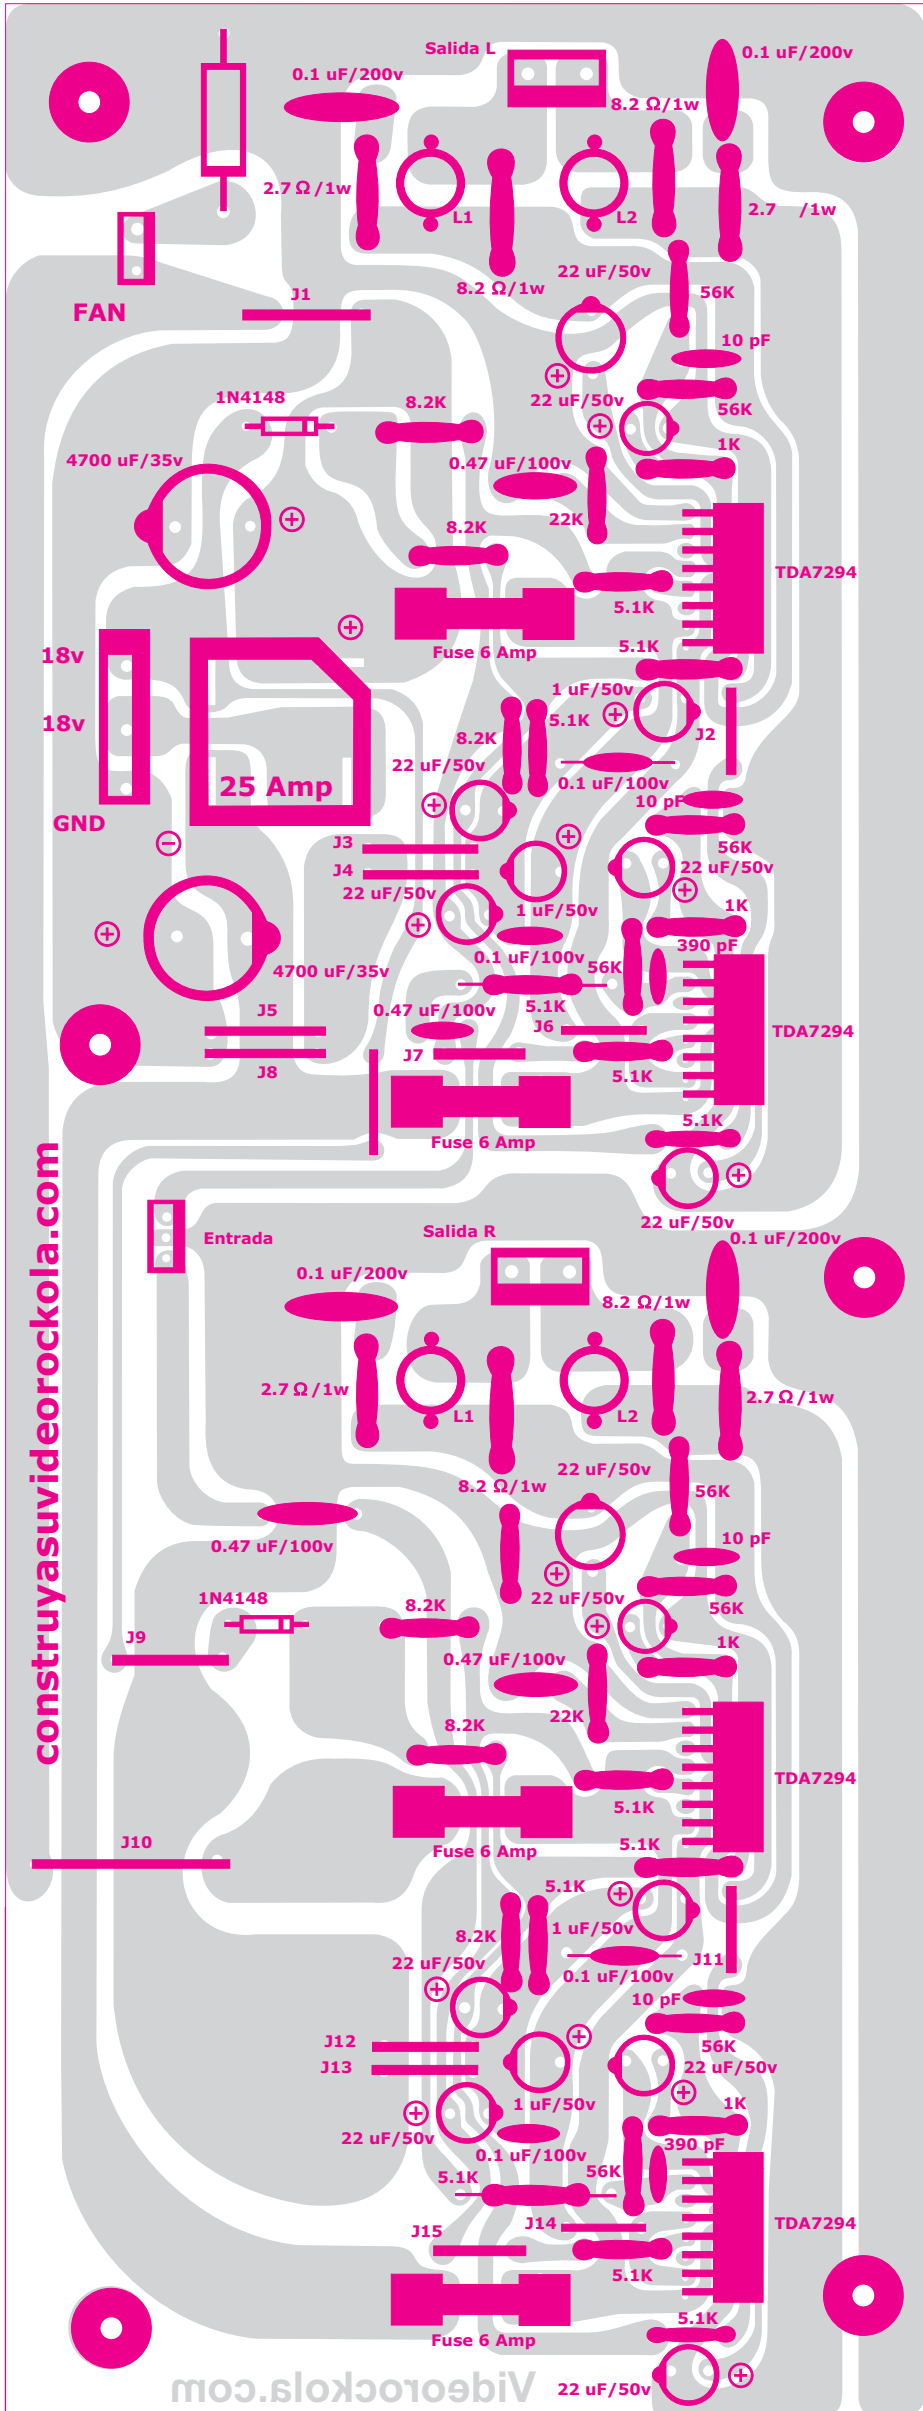 Salida L
0.1 uF/200v
0.1 uF/200v
8.2 Ω/1w
2.7 Ω/1w
L1
L2
2.7 /1w
22 uF/50v
8.2 Ω/1w
56K
J1
FAN
10 pF
1N4148
8.2K
22 uF/50v
56K
1K
4700 uF/35v
0.47 uF/100v
22K
8.2K
TDA7294
5.1K
18v
Fuse 6 Amp
5.1K
1 uF/50v
18v
5.1K
8.2K
J2
22 uF/50v
25 Amp
0.1 uF/100v
10 pF
GND
J3
56K
J4
22 uF/50v
22 uF/50v
1 uF/50v
1K
390 pF
0.1 uF/100v
56K
4700 uF/35v
5.1K
J5
0.47 uF/100v
J6
TDA7294
J7
J8
5.1K
Fuse 6 Amp
5.1K
construyasuvideorockola.com
22 uF/50v
Entrada
Salida R
0.1 uF/200v
0.1 uF/200v
8.2 Ω/1w
2.7 Ω/1w
2.7 Ω/1w
L1
L2
22 uF/50v
8.2 Ω/1w
56K
0.47 uF/100v
10 pF
1N4148
22 uF/50v
8.2K
56K
J9
1K
0.47 uF/100v
22K
8.2K
TDA7294
5.1K
J10
Fuse 6 Amp
5.1K
5.1K
1 uF/50v
8.2K
22 uF/50v
J11
0.1 uF/100v
10 pF
J12
56K
J13
22 uF/50v
1 uF/50v
1K
22 uF/50v
390 pF
0.1 uF/100v
5.1K
56K
J14
TDA7294
J15
5.1K
5.1K
Fuse 6 Amp
Videorockola.com
22 uF/50v